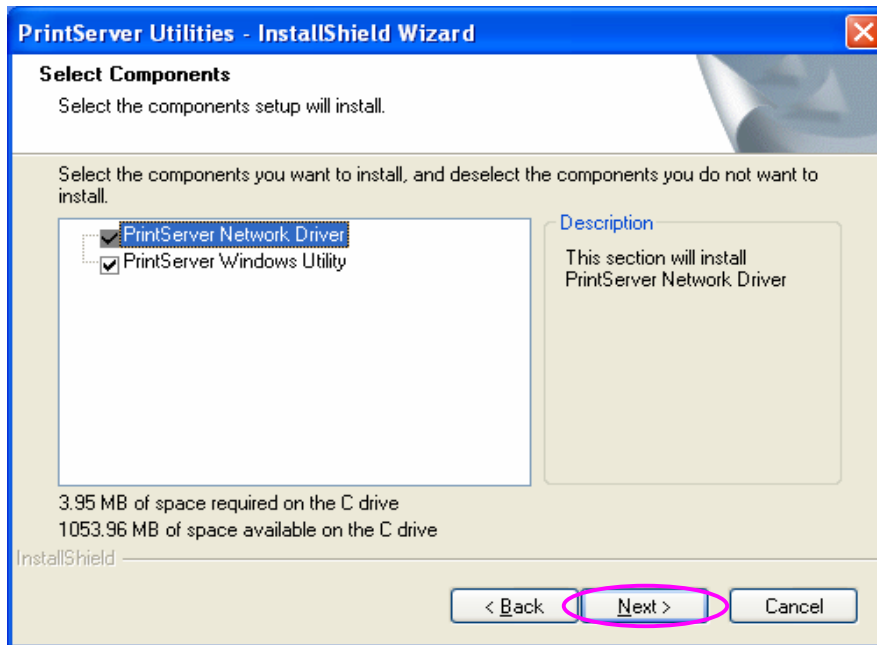 PrintServer Utilities - InstallShield Wizard
Select Components
Select the components setup will install.
Select the components you want to install, and deselect the components you do not want to
install.
PrintServer Network Driver
PrintServer Windows Utility
Description
This section will install
PrintServer Network Driver
3.95 MB of space required on the C drive
1053.96 MB of space available on the C drive
InstallShield
< Back
Next >
Cancel